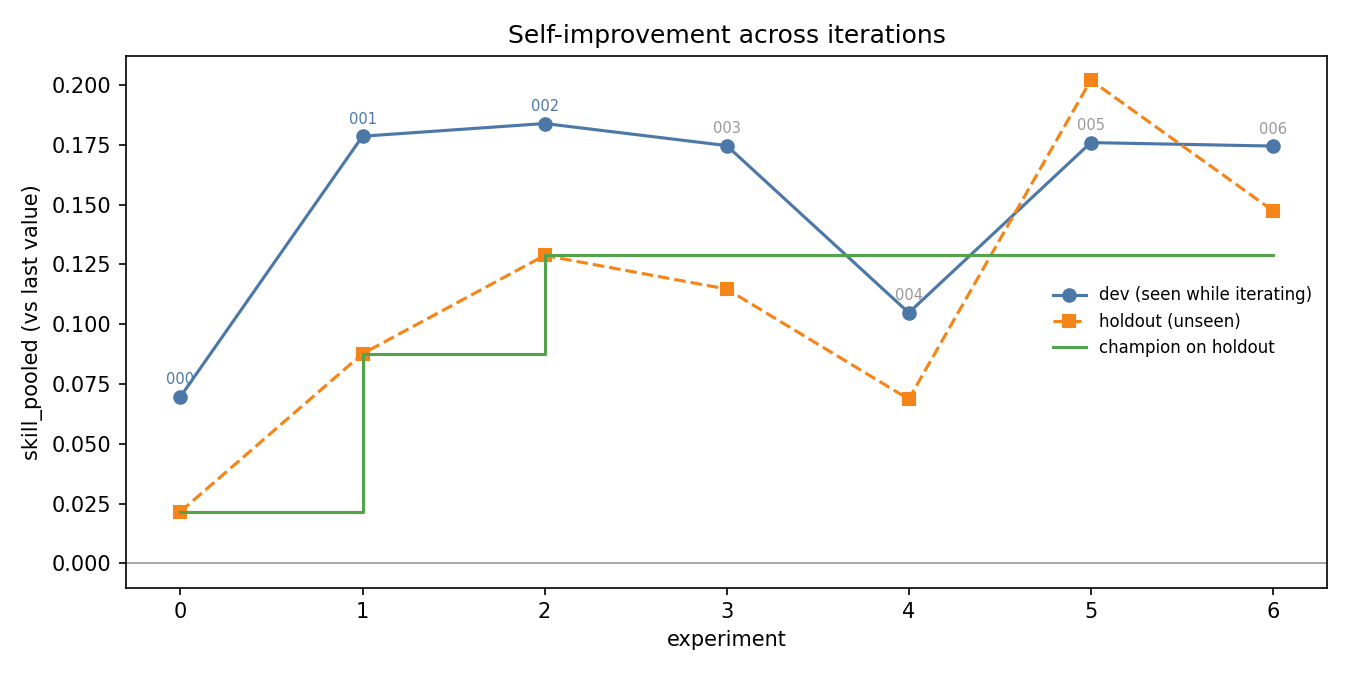 Self-improvement across iterations
skill_pooled (vs last value)
0.200
0.175
0.150
0.125
0.100
0.075
0.050
0.025
0.000
000
001
002
003
004
005
006
dev (seen while iterating)
holdout (unseen)
champion on holdout
0 1 2 3 4 5 6
experiment